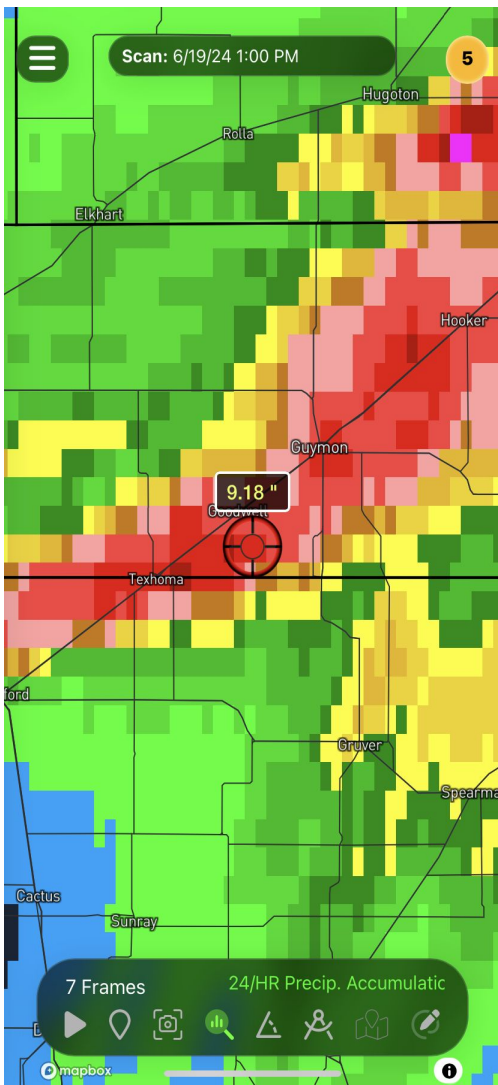 Scan: 6/19/24 1:00 PM
5
Hugoton
Rolla
Elkhart
Hooker
Guymon
9.18 "
Goodwell
Texhoma
ford
Gruver
Spearma
Cactus
Sunray
7 Frames
24/HR Precip. Accumulatic
D
mapbox
i